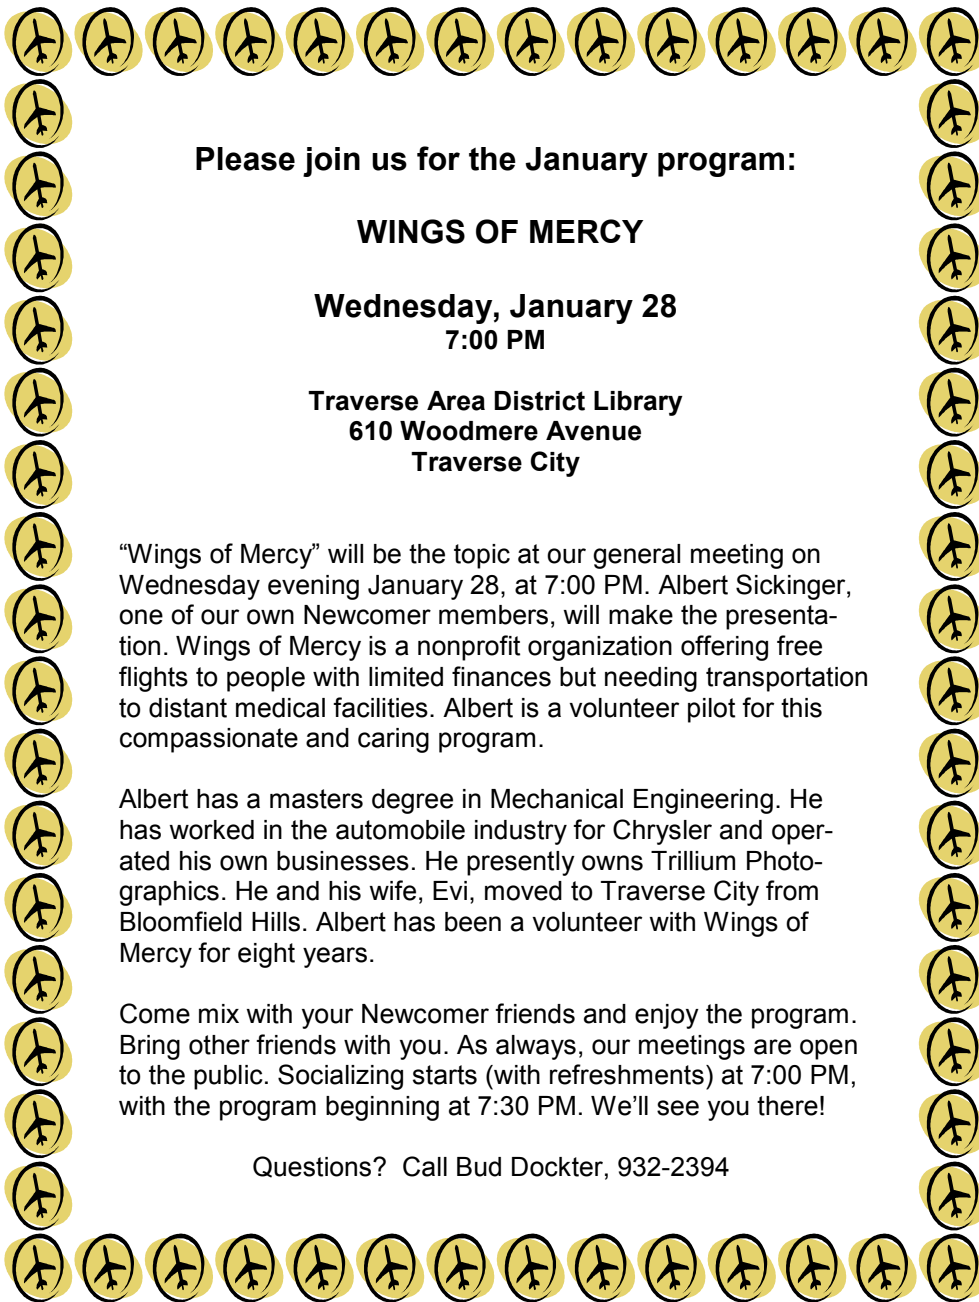 Please join us for the January program:
WINGS OF MERCY
Wednesday, January 28
7:00 PM
Traverse Area District Library
610 Woodmere Avenue
Traverse City
“Wings of Mercy” will be the topic at our general meeting on
Wednesday evening January 28, at 7:00 PM. Albert Sickinger,
one of our own Newcomer members, will make the presenta-
tion. Wings of Mercy is a nonprofit organization offering free
flights to people with limited finances but needing transportation
to distant medical facilities. Albert is a volunteer pilot for this
compassionate and caring program.
Albert has a masters degree in Mechanical Engineering. He
has worked in the automobile industry for Chrysler and oper-
ated his own businesses. He presently owns Trillium Photo-
graphics. He and his wife, Evi, moved to Traverse City from
Bloomfield Hills. Albert has been a volunteer with Wings of
Mercy for eight years.
Come mix with your Newcomer friends and enjoy the program.
Bring other friends with you. As always, our meetings are open
to the public. Socializing starts (with refreshments) at 7:00 PM,
with the program beginning at 7:30 PM. We’ll see you there!
Questions?  Call Bud Dockter, 932-2394